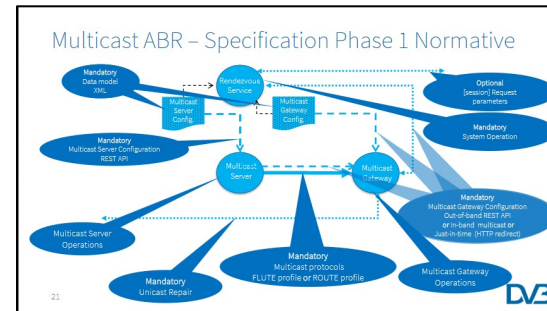 Multicast ABR – Specification Phase 1 Normative
Mandatory
Data model
XML
Rendezvous
Service
Optional
[session] Request
parameters
Multicast
Server
Config.
Multicast
Gateway
Config.
Mandatory
System Operation
Mandatory
Multicast Server Configuration
REST API
Multicast
Server
Multicast
Gateway
Mandatory
Multicast Gateway Configuration
Out-of-band REST API
or In-band multicast or
Just-in-time (HTTP redirect)
Multicast Server
Operations
Mandatory
Unicast Repair
Mandatory
Multicast protocols
FLUTE profile or ROUTE profile
Multicast Gateway
Operations
21
DVB